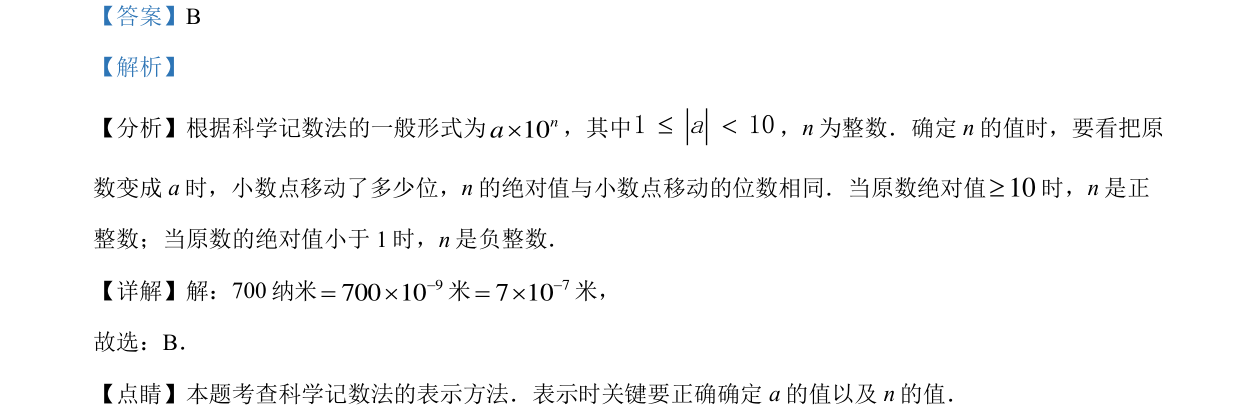 【答案】B
【解析】
【分析】根据科学记数法的一般形式为a×10ⁿ，其中1 ≤ |a| < 10，n为整数．确定n的值时，要看把原
数变成a时，小数点移动了多少位，n的绝对值与小数点移动的位数相同．当原数绝对值≥10时，n是正
整数；当原数的绝对值小于1时，n是负整数．
【详解】解：700纳米=700×10⁻⁹米=7×10⁻⁷米，
故选：B．
【点睛】本题考查科学记数法的表示方法．表示时关键要正确确定a的值以及n的值．